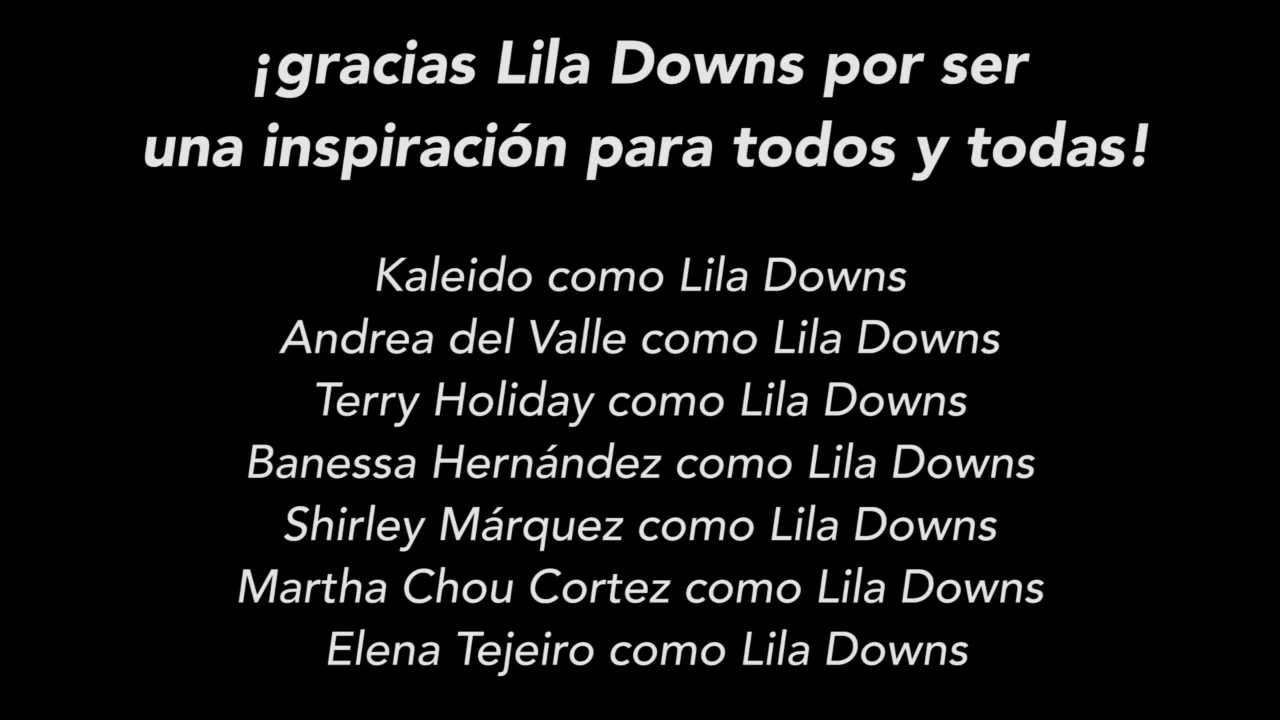 ¡gracias Lila Downs por ser
una inspiración para todos y todas!
Kaleido como Lila Downs
Andrea del Valle como Lila Downs
Terry Holiday como Lila Downs
Banessa Hernández como Lila Downs
Shirley Márquez como Lila Downs
Martha Chou Cortez como Lila Downs
Elena Tejeiro como Lila Downs